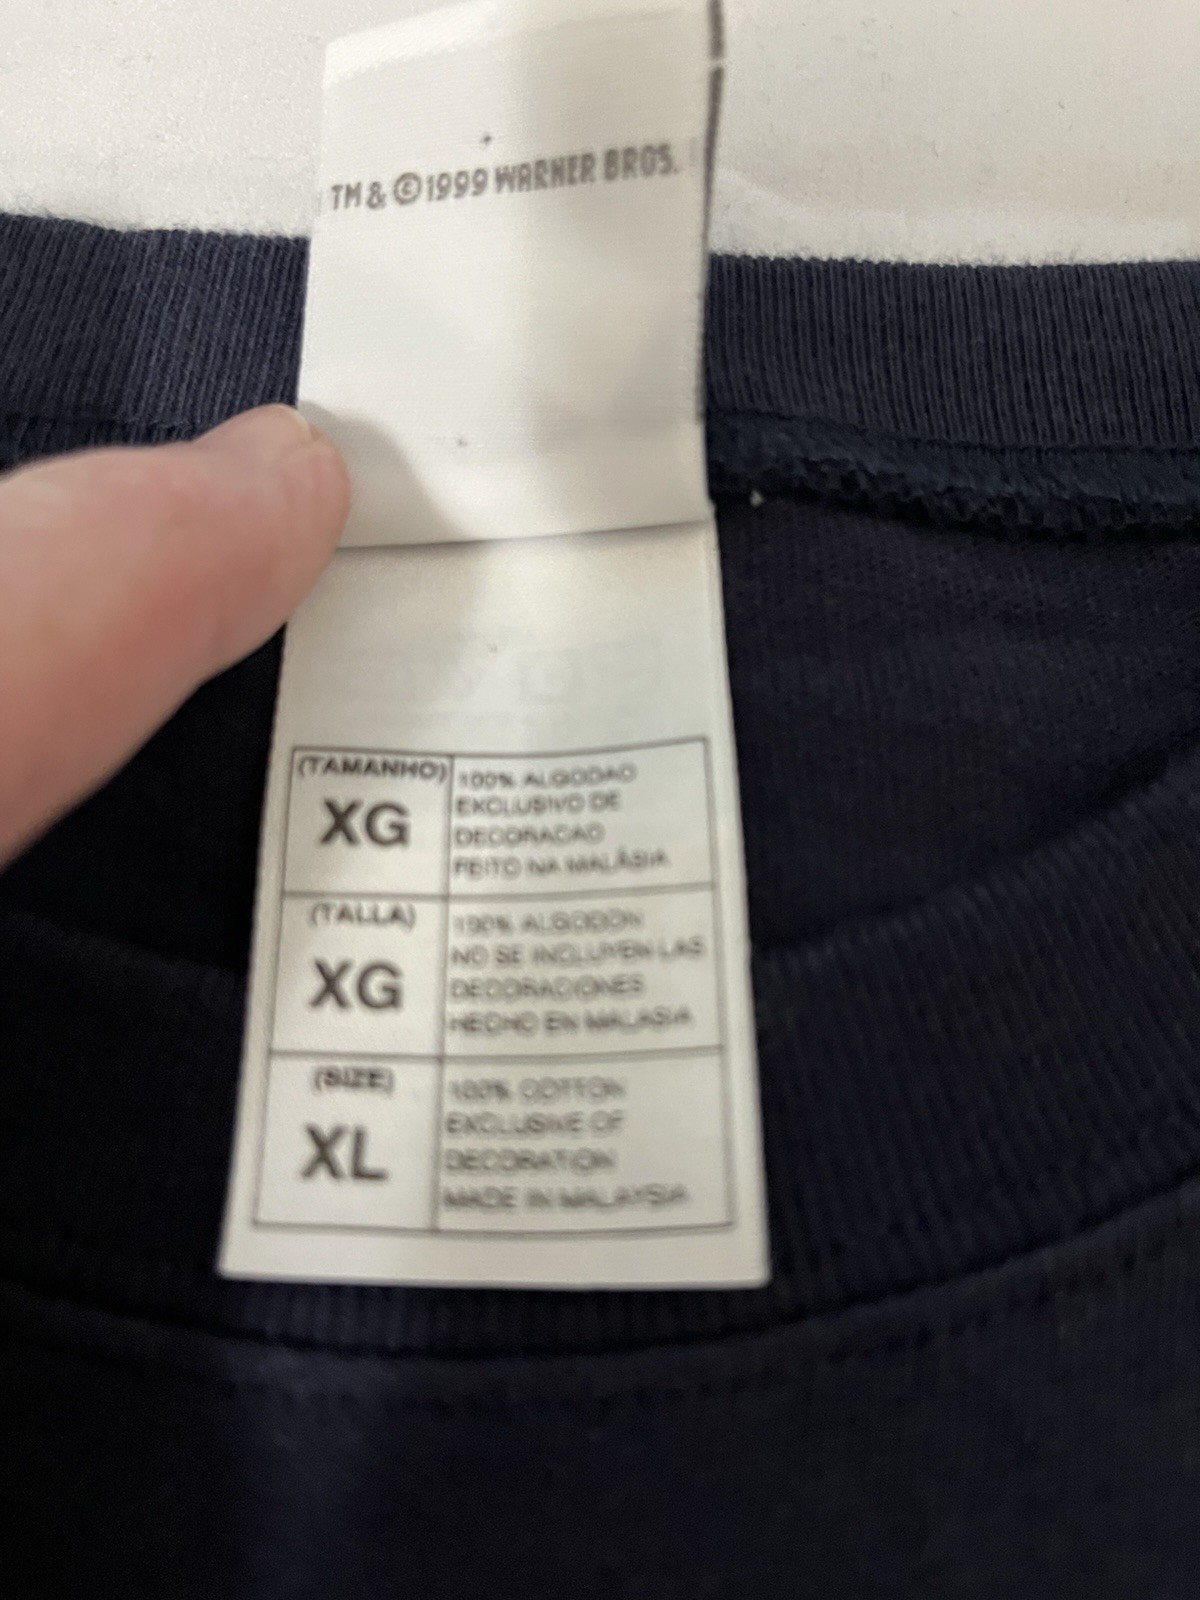 TM & ©1999 WARNER BROS.
(TAMANHO)
XG
100% ALGODAO
EXCLUSIVO DE
DECORACAO
FEITO NA MALÁSIA
(TALLA)
XG
100% ALGODON
NO SE INCLUYEN LAS
DECORACIONES
HECHO EN MALASIA
(SIZE)
XL
100% COTTON
EXCLUSIVE OF
DECORATION
MADE IN MALAYSIA